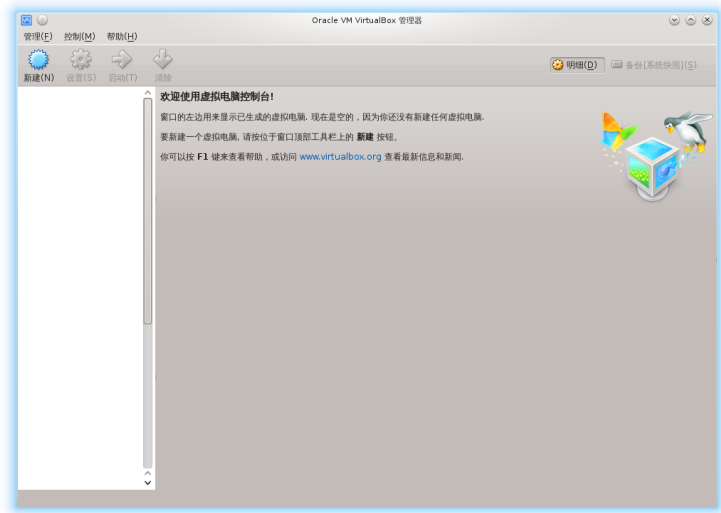 Oracle VM VirtualBox 管理器
管理(F) 控制(M) 帮助(H)
新建(N) 设置(S) 启动(T) 清除
明细(D) 备份[系统快照](S)
欢迎使用虚拟电脑控制台!
窗口的左边用来显示已生成的虚拟电脑. 现在是空的，因为你还没有新建任何虚拟电脑.
要新建一个虚拟电脑, 请按位于窗口顶部工具栏上的 新建 按钮。
你可以按 F1 键来查看帮助，或访问 www.virtualbox.org 查看最新信息和新闻.